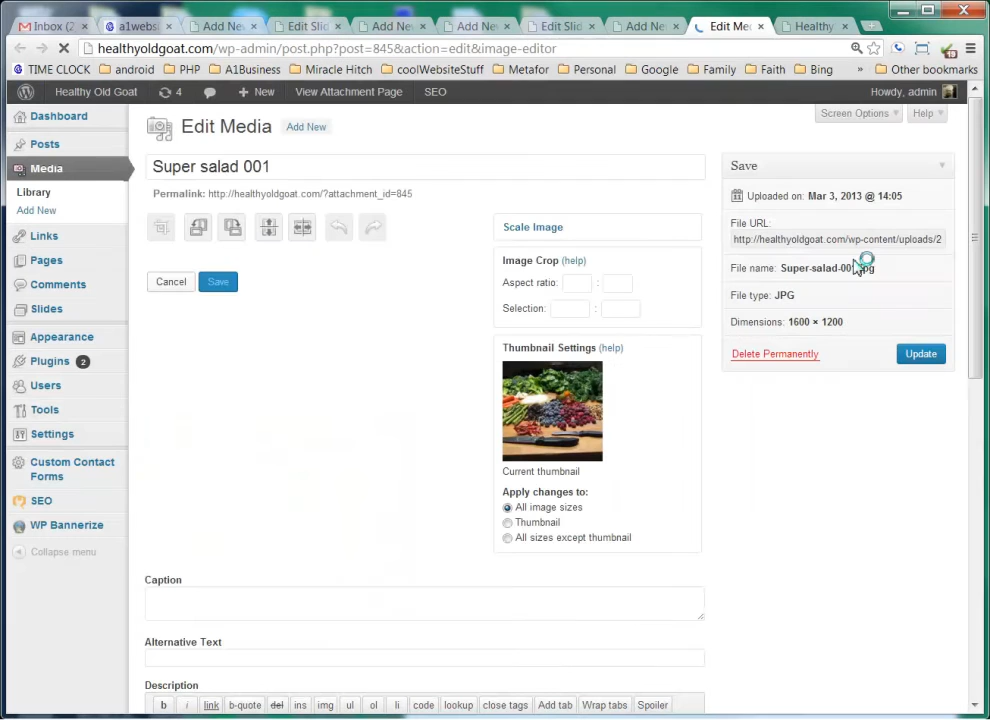 Inbox (2
a1websi
Add New
Edit Slid
Add Ne
Add New
Edit Slid
Add Ne
Edit Med
Healthy
healthyoldgoat.com/wp-admin/post.php?post=845&action=edit&image-editor
TIME CLOCK android PHP A1Business Miracle Hitch coolWebsiteStuff Metafor Personal Google Family Faith Bing » Other bookmarks
Healthy Old Goat 4 New View Attachment Page SEO Howdy, admin
Screen Options Help
Dashboard
Posts
Media
Library
Add New
Links
Pages
Comments
Slides
Appearance
Plugins 2
Users
Tools
Settings
Custom Contact
Forms
SEO
WP Bannerize
Collapse menu
Edit Media Add New
Super salad 001
Permalink: http://healthyoldgoat.com/?attachment_id=845
Cancel Save
Scale Image
Image Crop (help)
Aspect ratio: :
Selection: :
Thumbnail Settings (help)
Current thumbnail
Apply changes to:
All image sizes
Thumbnail
All sizes except thumbnail
Caption
Alternative Text
Description
b i link b-quote del ins img ul ol li code lookup close tags Add tab Wrap tabs Spoiler
Save
Uploaded on: Mar 3, 2013 @ 14:05
File URL:
http://healthyoldgoat.com/wp-content/uploads/2
File name: Super-salad-001.jpg
File type: JPG
Dimensions: 1600 × 1200
Delete Permanently Update